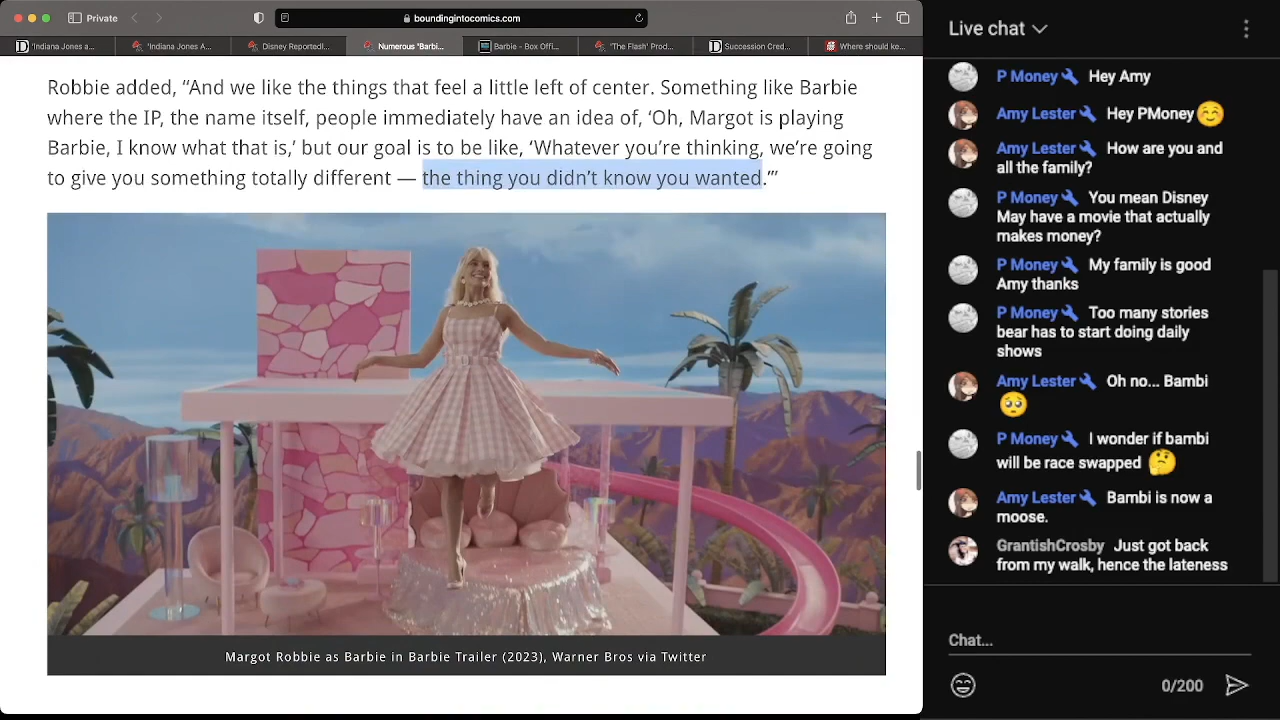 Private
boundingintocomics.com
'Indiana Jones a...
'Indiana Jones A...
Disney Reportedl...
Numerous "Barbi...
Barbie - Box Offi...
'The Flash' Prod...
Succession Cred...
Where should ke...
Robbie added, “And we like the things that feel a little left of center. Something like Barbie
where the IP, the name itself, people immediately have an idea of, ‘Oh, Margot is playing
Barbie, I know what that is,’ but our goal is to be like, ‘Whatever you’re thinking, we’re going
to give you something totally different — the thing you didn’t know you wanted.’”
Margot Robbie as Barbie in Barbie Trailer (2023), Warner Bros via Twitter
Live chat
P Money Hey Amy
Amy Lester Hey PMoney
Amy Lester How are you and
all the family?
P Money You mean Disney
May have a movie that actually
makes money?
P Money My family is good
Amy thanks
P Money Too many stories
bear has to start doing daily
shows
Amy Lester Oh no... Bambi
P Money I wonder if bambi
will be race swapped
Amy Lester Bambi is now a
moose.
GrantishCrosby Just got back
from my walk, hence the lateness
Chat...
0/200